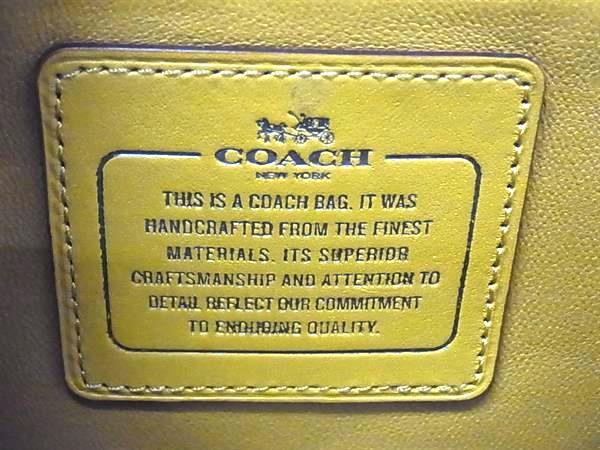 COACH
NEW YORK
THIS IS A COACH BAG. IT WAS
HANDCRAFTED FROM THE FINEST
MATERIALS. ITS SUPERIOR
CRAFTSMANSHIP AND ATTENTION TO
DETAIL REFLECT OUR COMMITMENT
TO ENDURING QUALITY.